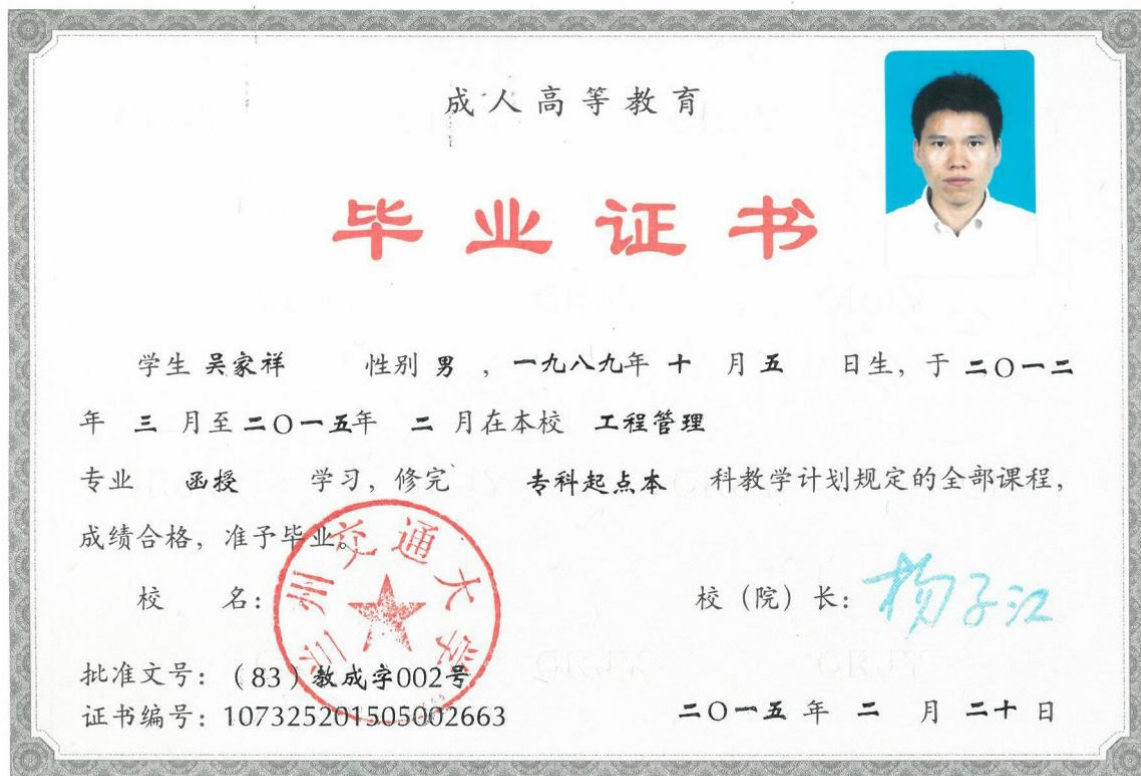 成人高等教育
毕业证书
学生 吴家祥 性别 男 ，一九八九年 十 月 五 日生，于 二〇一二
年 三 月至 二〇一五年 二 月在本校 工程管理
专业 函授 学习，修完 专科起点本 科教学计划规定的全部课程，
成绩合格，准予毕业。
校 名：
兰州交通大学
校（院）长：杨子江
批准文号：（83）教成字002号
证书编号：107325201505002663
二〇一五 年 二 月 二十 日